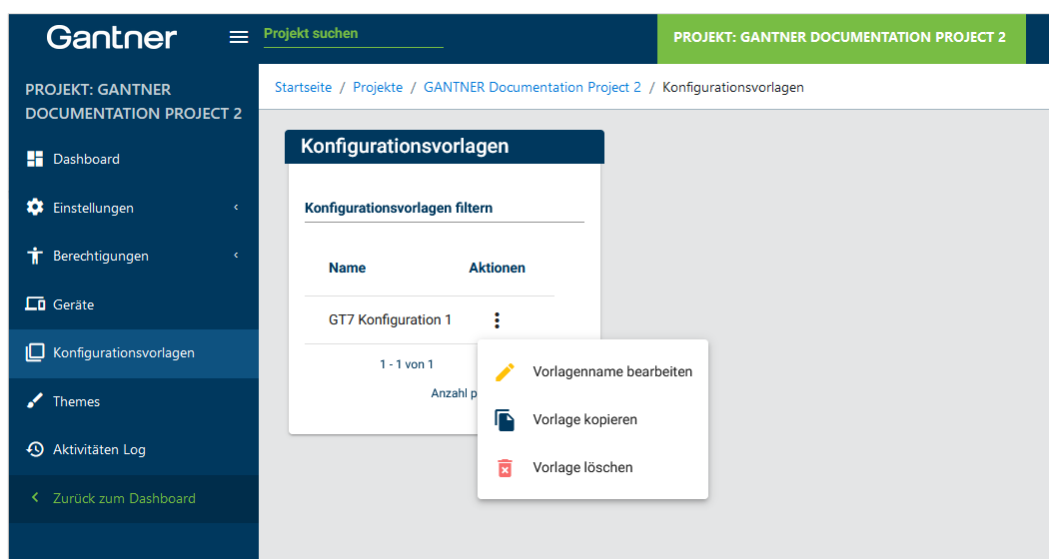 Gantner
Projekt suchen
PROJEKT: GANTNER DOCUMENTATION PROJECT 2
PROJEKT: GANTNER
DOCUMENTATION PROJECT 2
Startseite / Projekte / GANTNER Documentation Project 2 / Konfigurationsvorlagen
Dashboard
Einstellungen
Berechtigungen
Geräte
Konfigurationsvorlagen
Themes
Aktivitäten Log
Zurück zum Dashboard
Konfigurationsvorlagen
Konfigurationsvorlagen filtern
Name Aktionen
GT7 Konfiguration 1
1 - 1 von 1
Anzahl p
Vorlagenname bearbeiten
Vorlage kopieren
Vorlage löschen